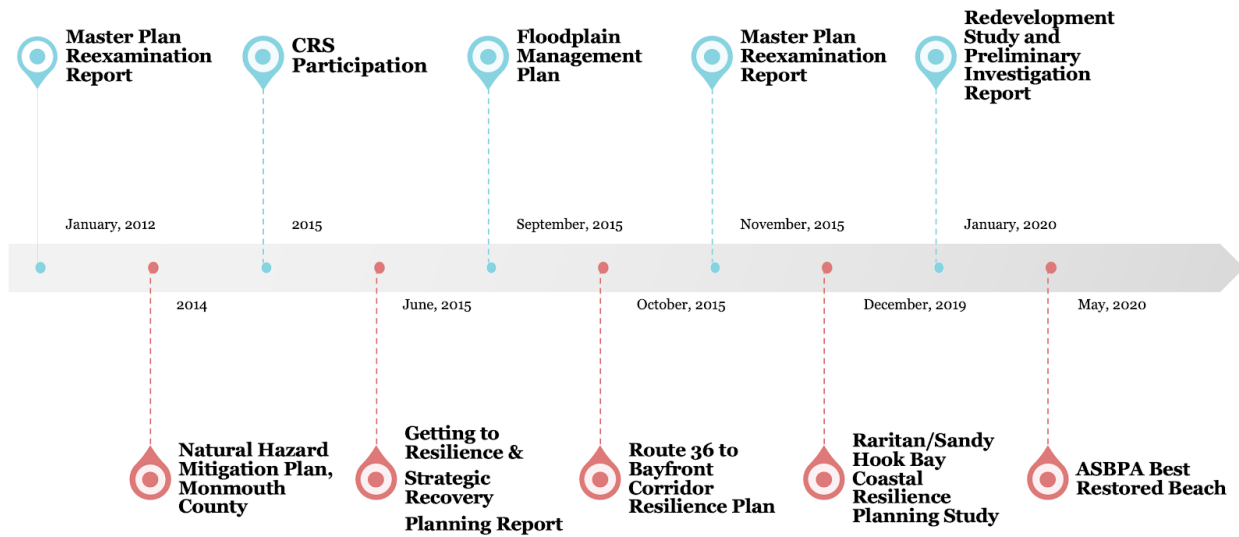 Master Plan
Reexamination
Report
CRS
Participation
Floodplain
Management
Plan
Master Plan
Reexamination
Report
Redevelopment
Study and
Preliminary
Investigation
Report
January, 2012
2015
September, 2015
November, 2015
January, 2020
2014
June, 2015
October, 2015
December, 2019
May, 2020
Natural Hazard
Mitigation Plan,
Monmouth
County
Getting to
Resilience &
Strategic
Recovery
Planning Report
Route 36 to
Bayfront
Corridor
Resilience Plan
Raritan/Sandy
Hook Bay
Coastal
Resilience
Planning Study
ASBPA Best
Restored Beach